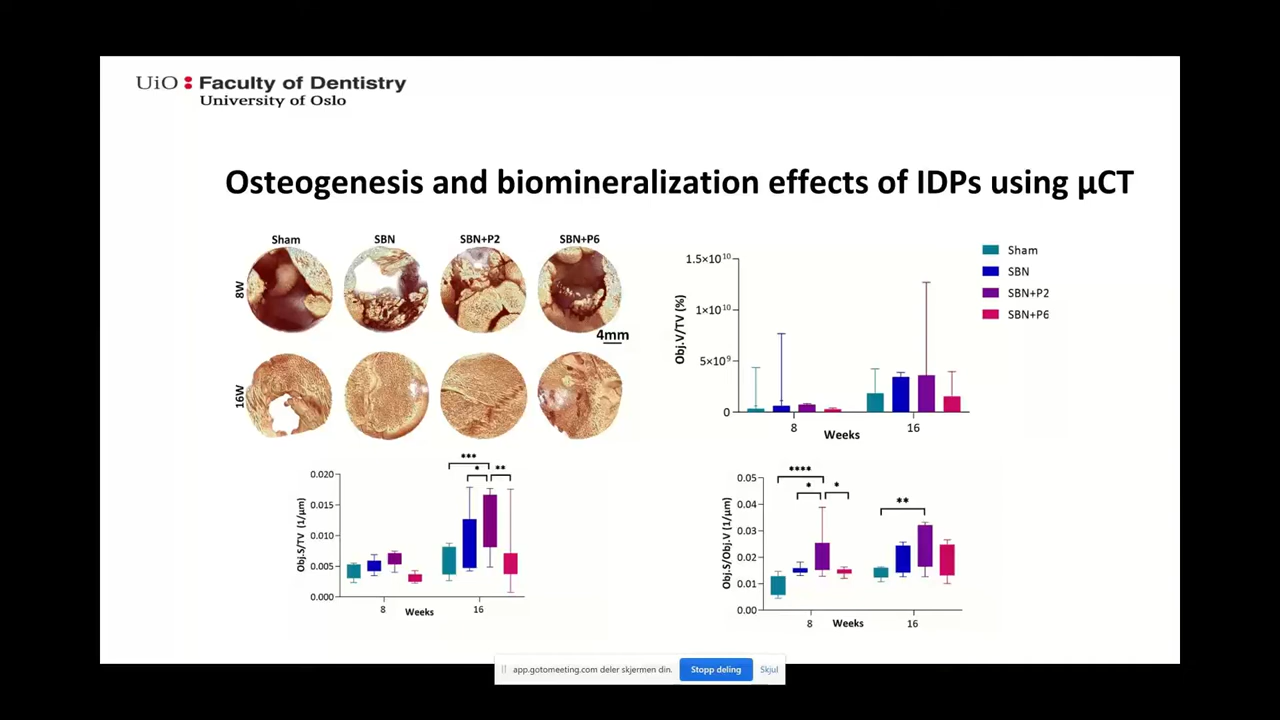 UiO : Faculty of Dentistry
University of Oslo
Osteogenesis and biomineralization effects of IDPs using µCT
Sham SBN SBN+P2 SBN+P6
8W
4mm
16W
Obj.V/TV (%)
1.5×10¹⁰
1×10¹⁰
5×10⁹
0
8 16
Weeks
Sham
SBN
SBN+P2
SBN+P6
Obj.S/TV (1/µm)
0.020
0.015
0.010
0.005
0.000
*** * **
8 16
Weeks
Obj.S/Obj.V (1/µm)
0.05
0.04
0.03
0.02
0.01
0.00
**** * * **
8 Weeks 16
app.gotomeeting.com deler skjermen din. Stopp deling Skjul